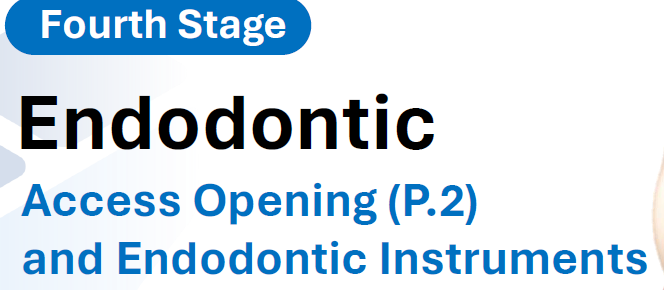 Fourth Stage
Endodontic
Access Opening (P.2)
and Endodontic Instruments